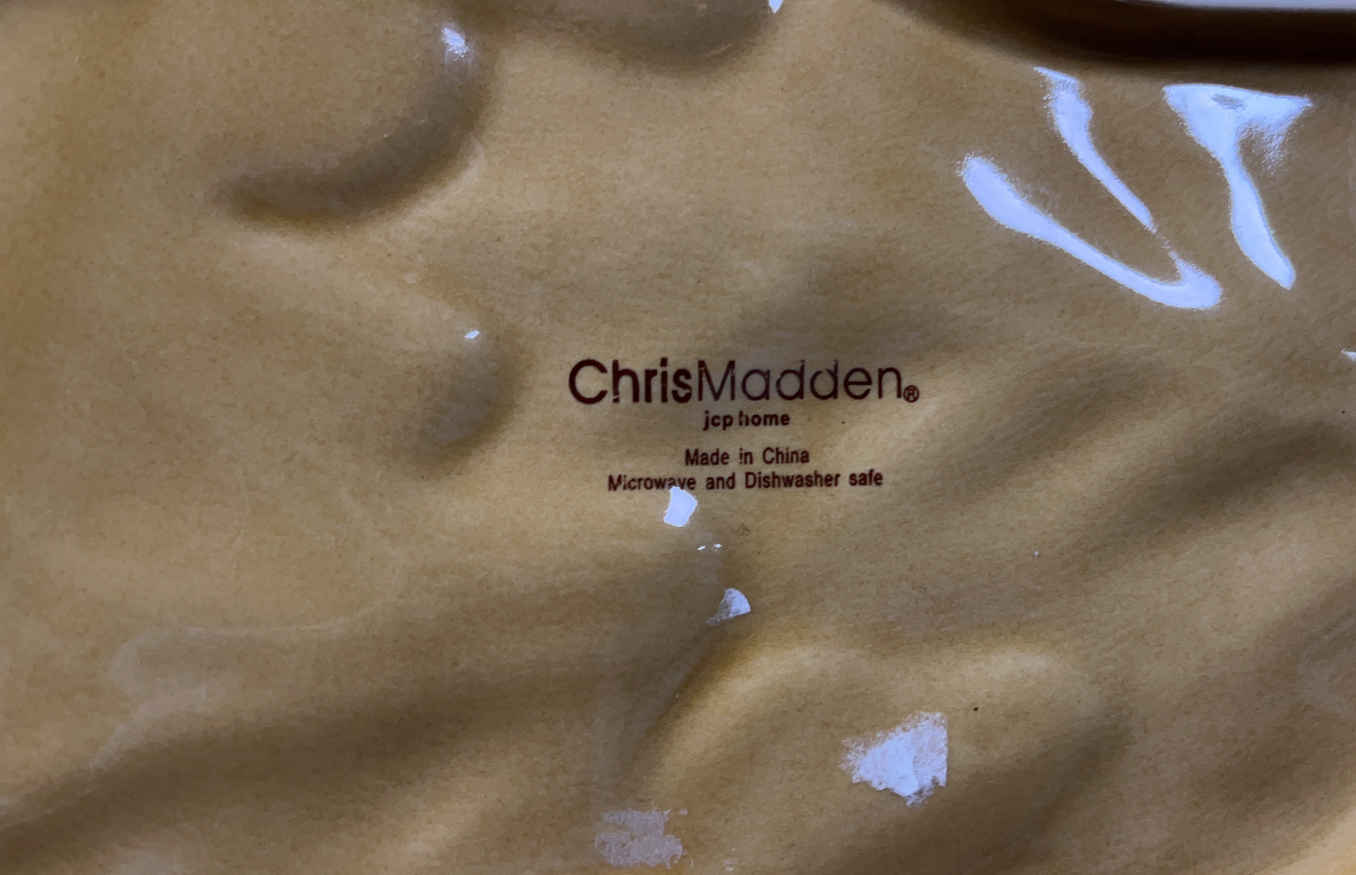 ChrisMadden®
jcp home
Made in China
Microwave and Dishwasher safe